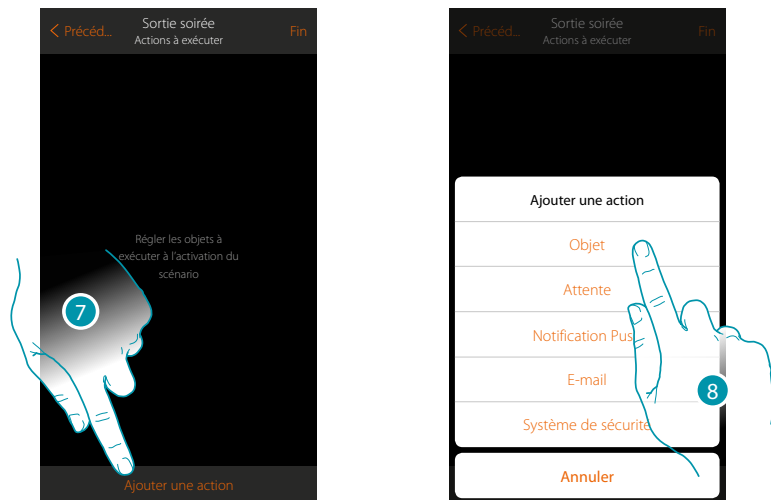 Précéd...
Sortie soirée
Fin
Actions à exécuter
Régler les objets à
exécuter à l'activation du
scénario
7
Ajouter une action
Précéd...
Sortie soirée
Fin
Actions à exécuter
Ajouter une action
Objet
Attente
Notification Pus
E-mail
8
Système de sécurité
Annuler